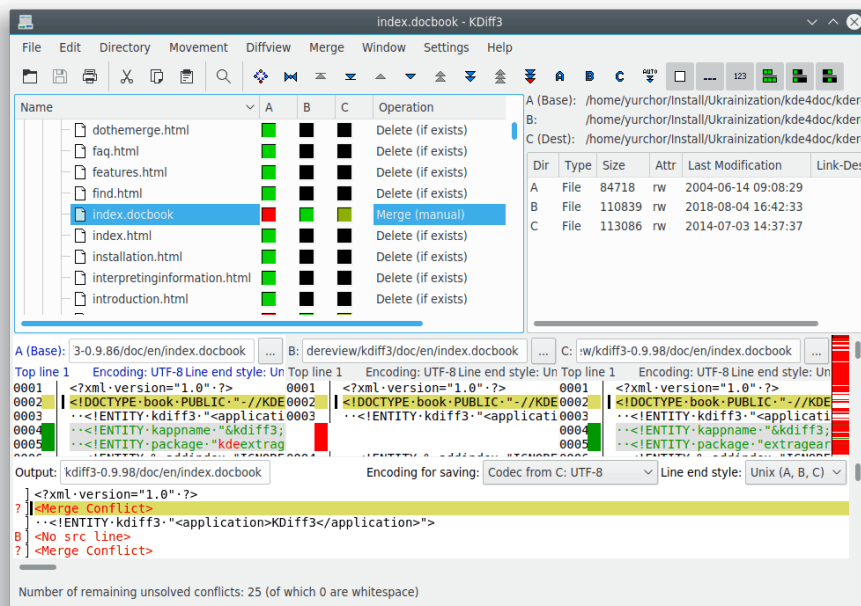 index.docbook - KDiff3
File Edit Directory Movement Diffview Merge Window Settings Help
A B C AUTO 123
Name A B C Operation
dothemerge.html Delete (if exists)
faq.html Delete (if exists)
features.html Delete (if exists)
find.html Delete (if exists)
index.docbook Merge (manual)
index.html Delete (if exists)
installation.html Delete (if exists)
interpretinginformation.html Delete (if exists)
introduction.html Delete (if exists)
A (Base): /home/yurchor/Install/Ukrainization/kde4doc/kdere
B: /home/yurchor/Install/Ukrainization/kde4doc/kdere
C (Dest): /home/yurchor/Install/Ukrainization/kde4doc/kdere
Dir Type Size Attr Last Modification Link-Des
A File 84718 rw 2004-06-14 09:08:29
B File 110839 rw 2018-08-04 16:42:33
C File 113086 rw 2014-07-03 14:37:37
A (Base): 3-0.9.86/doc/en/index.docbook ... B: dereview/kdiff3/doc/en/index.docbook ... C: :w/kdiff3-0.9.98/doc/en/index.docbook ...
Top line 1 Encoding: UTF-8 Line end style: Un Top line 1 Encoding: UTF-8 Line end style: Un Top line 1 Encoding: UTF-8 Line end style: Un
0001 <?xml·version="1.0"·?> 0001 <?xml·version="1.0"·?> 0001 <?xml·version="1.0"·?>
0002 <!DOCTYPE·book·PUBLIC·"-//KDE 0002 <!DOCTYPE·book·PUBLIC·"-//KDE 0002 <!DOCTYPE·book·PUBLIC·"-//KDE
0003 ··<!ENTITY·kdiff3·"<applicati 0003 ··<!ENTITY·kdiff3·"<applicati 0003 ··<!ENTITY·kdiff3·"<applicati
0004 ··<!ENTITY·kappname·"&kdiff3; 0004 ··<!ENTITY·kappname·"&kdiff3;
0005 ··<!ENTITY·package·"kdeextrag 0005 ··<!ENTITY·package·"extragear
Output: 'kdiff3-0.9.98/doc/en/index.docbook Encoding for saving: Codec from C: UTF-8 Line end style: Unix (A, B, C)
<?xml·version="1.0"·?>
? <Merge Conflict>
··<!ENTITY·kdiff3·"<application>KDiff3</application>">
B <No src line>
? <Merge Conflict>
Number of remaining unsolved conflicts: 25 (of which 0 are whitespace)